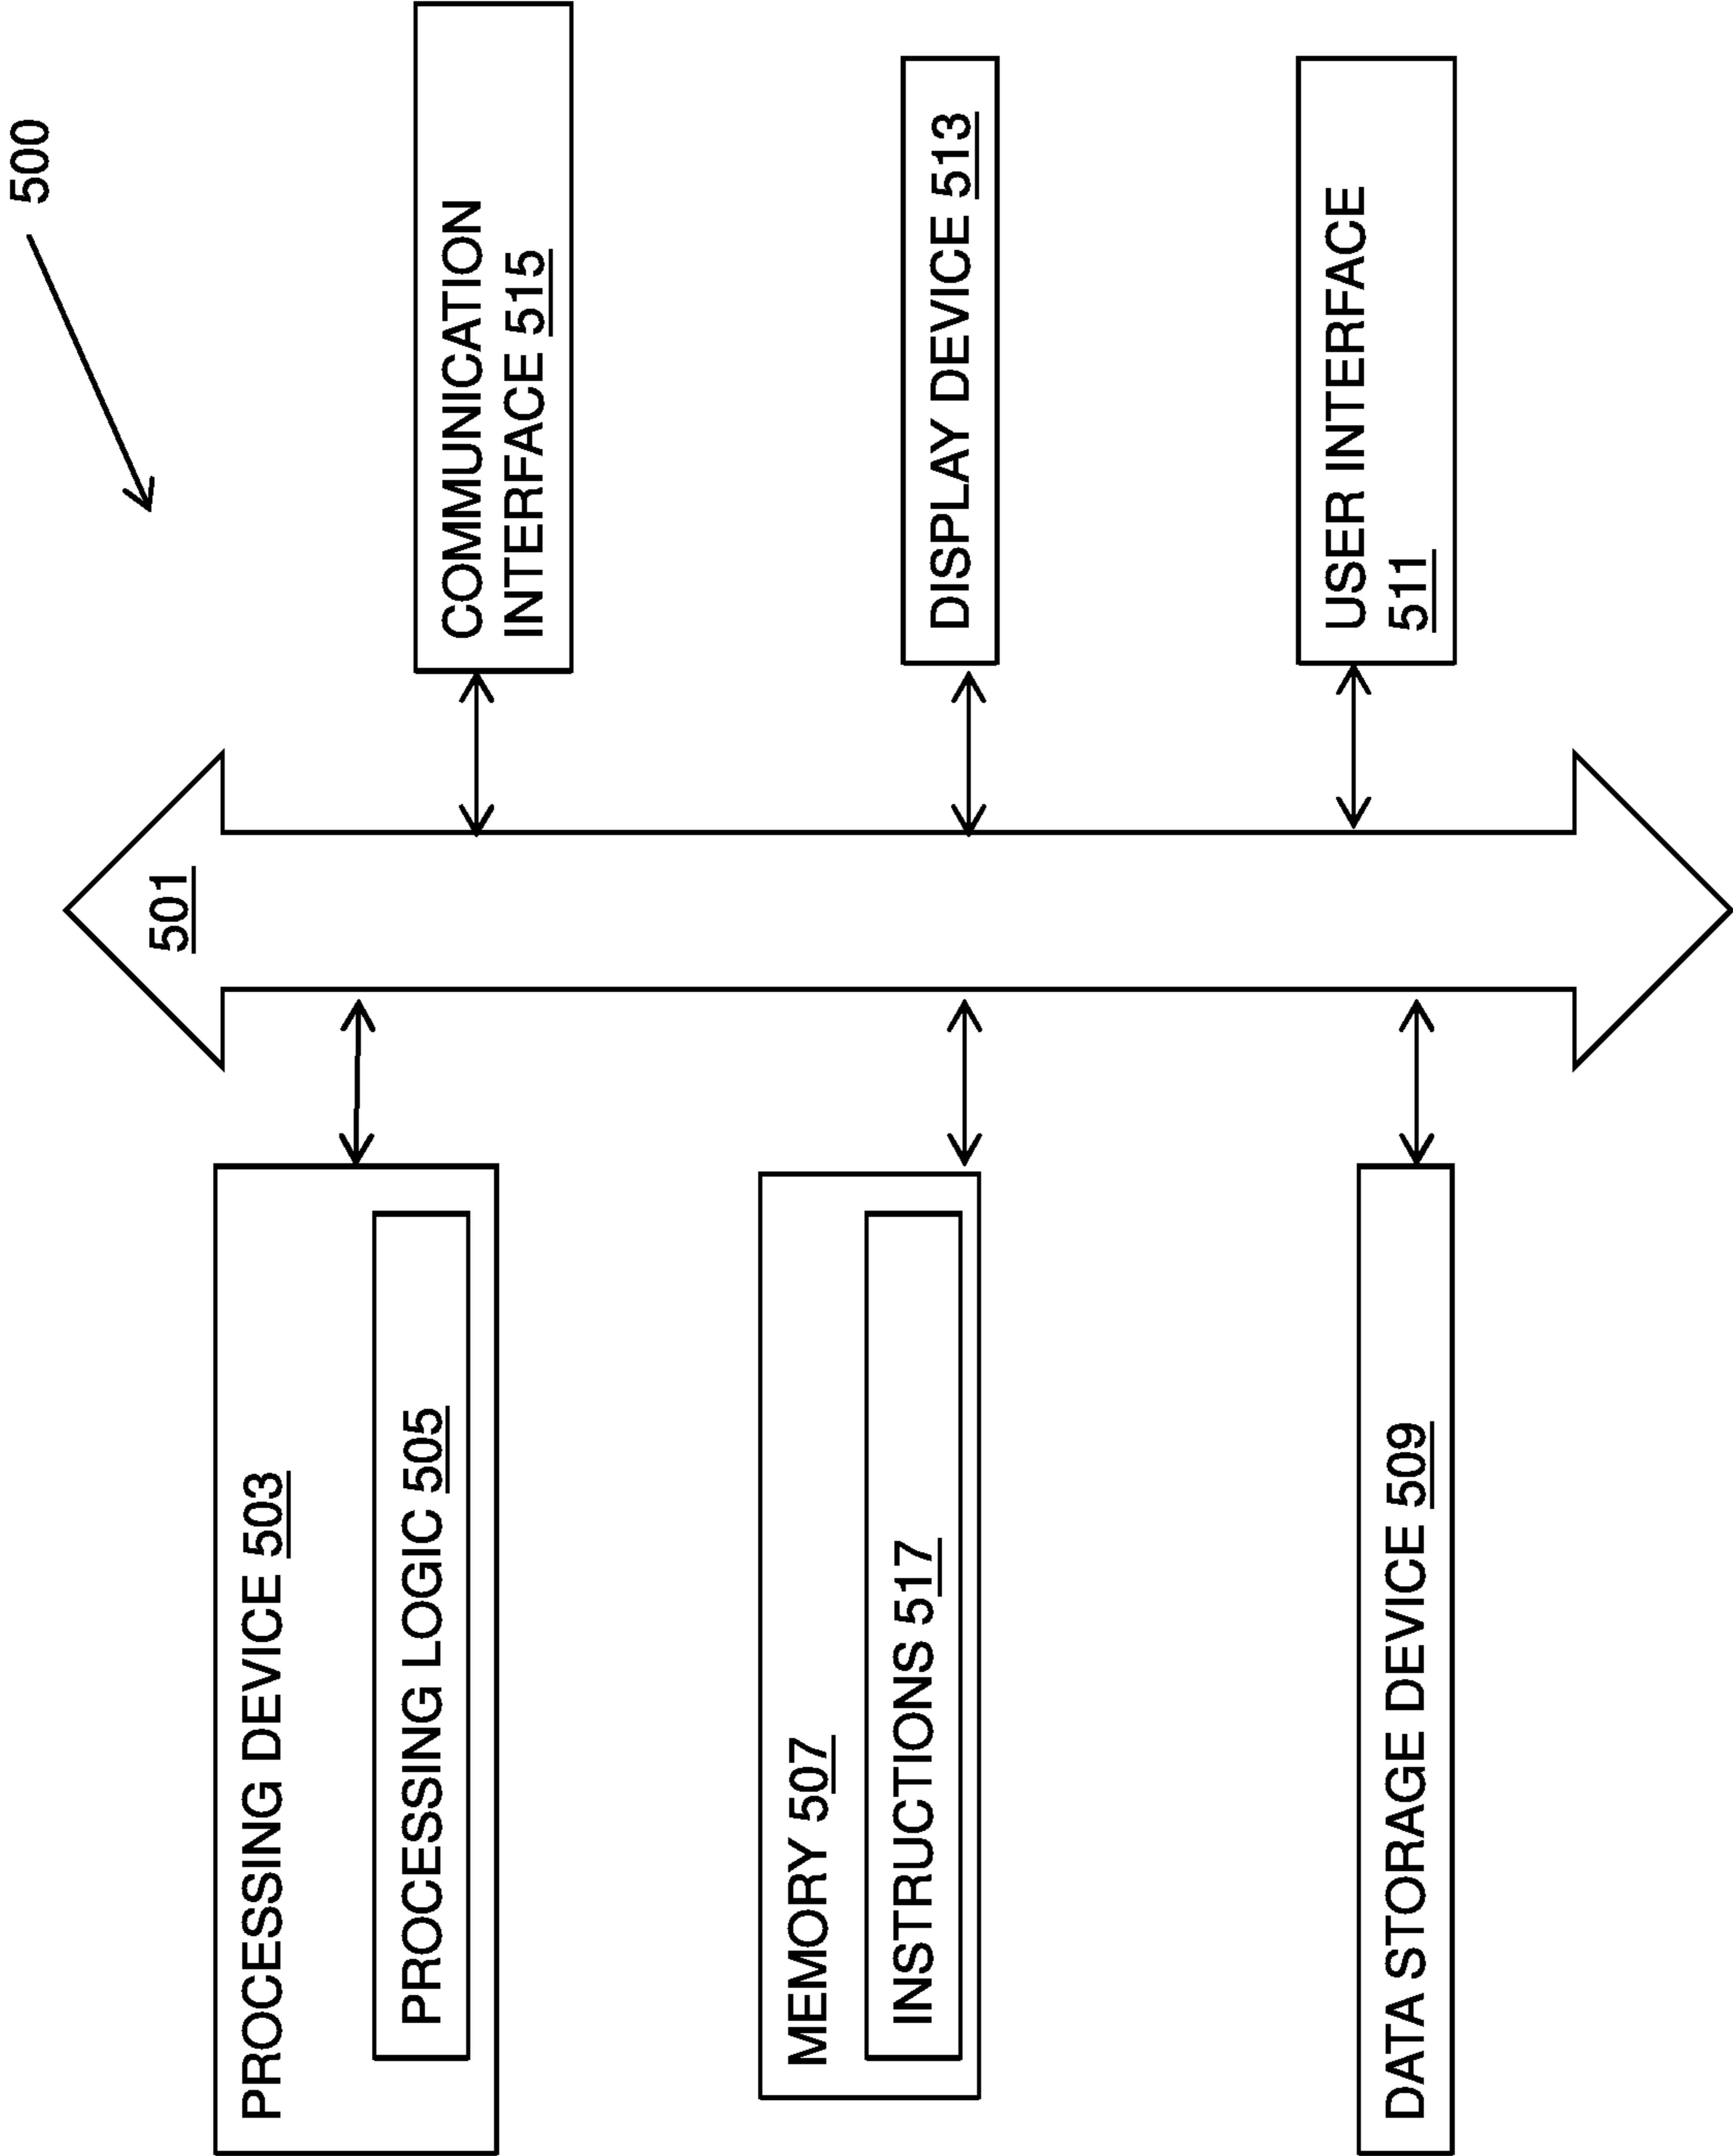 500
501
PROCESSING DEVICE 503
PROCESSING LOGIC 505
MEMORY 507
INSTRUCTIONS 517
DATA STORAGE DEVICE 509
COMMUNICATION
INTERFACE 515
DISPLAY DEVICE 513
USER INTERFACE
511